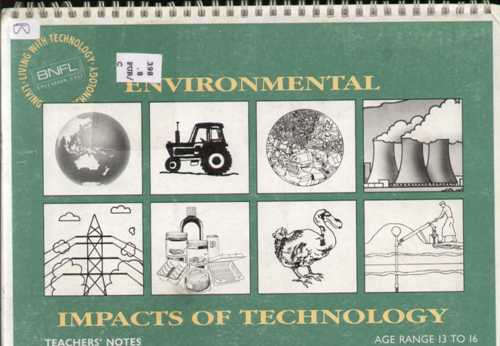 LIVING WITH TECHNOLOGY
BNFL
ENVIRONMENTAL
IMPACTS OF TECHNOLOGY
TEACHERS' NOTES
AGE RANGE 13 TO 16